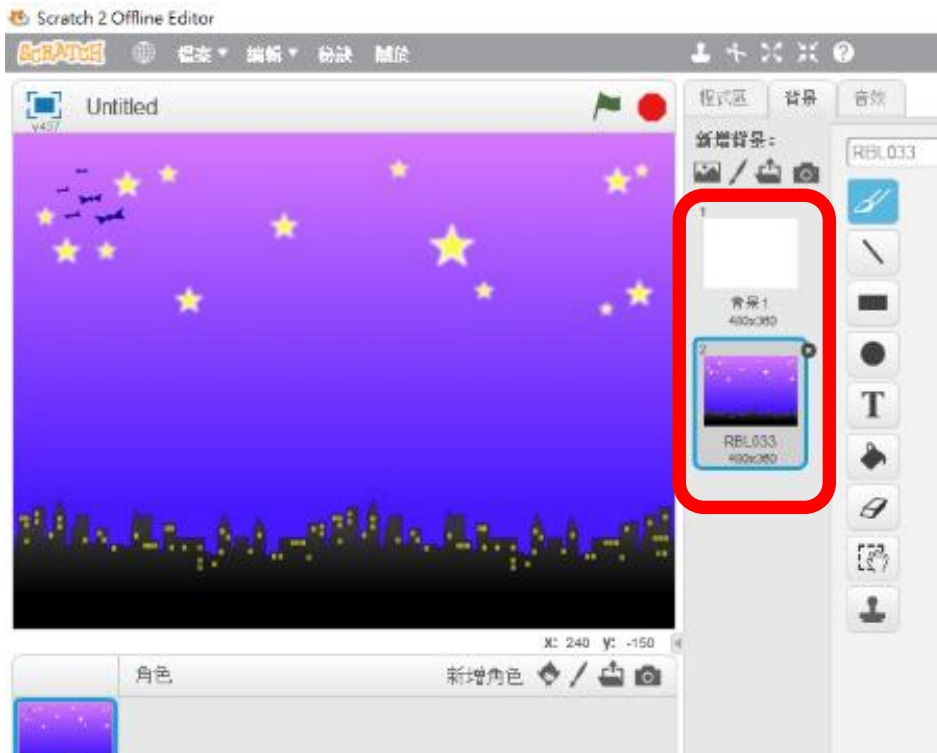 Scratch 2 Offline Editor
SCRATCH 檔案 編輯 秘訣 關於
Untitled
v437
程式區 背景 音效
新增背景:
RBL033
1
背景1
480x360
2
RBL033
480x360
T
X: 240 Y: -150
角色 新增角色